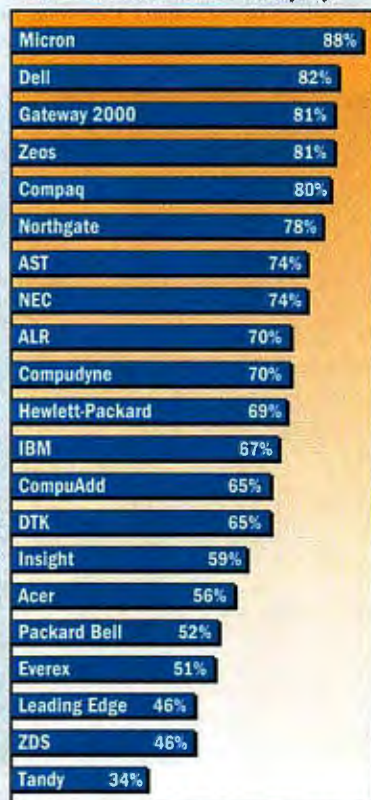 Micron 88%
Dell 82%
Gateway 2000 81%
Zeos 81%
Compaq 80%
Northgate 78%
AST 74%
NEC 74%
ALR 70%
Compudyne 70%
Hewlett-Packard 69%
IBM 67%
CompuAdd 65%
DTK 65%
Insight 59%
Acer 56%
Packard Bell 52%
Everex 51%
Leading Edge 46%
ZDS 46%
Tandy 34%